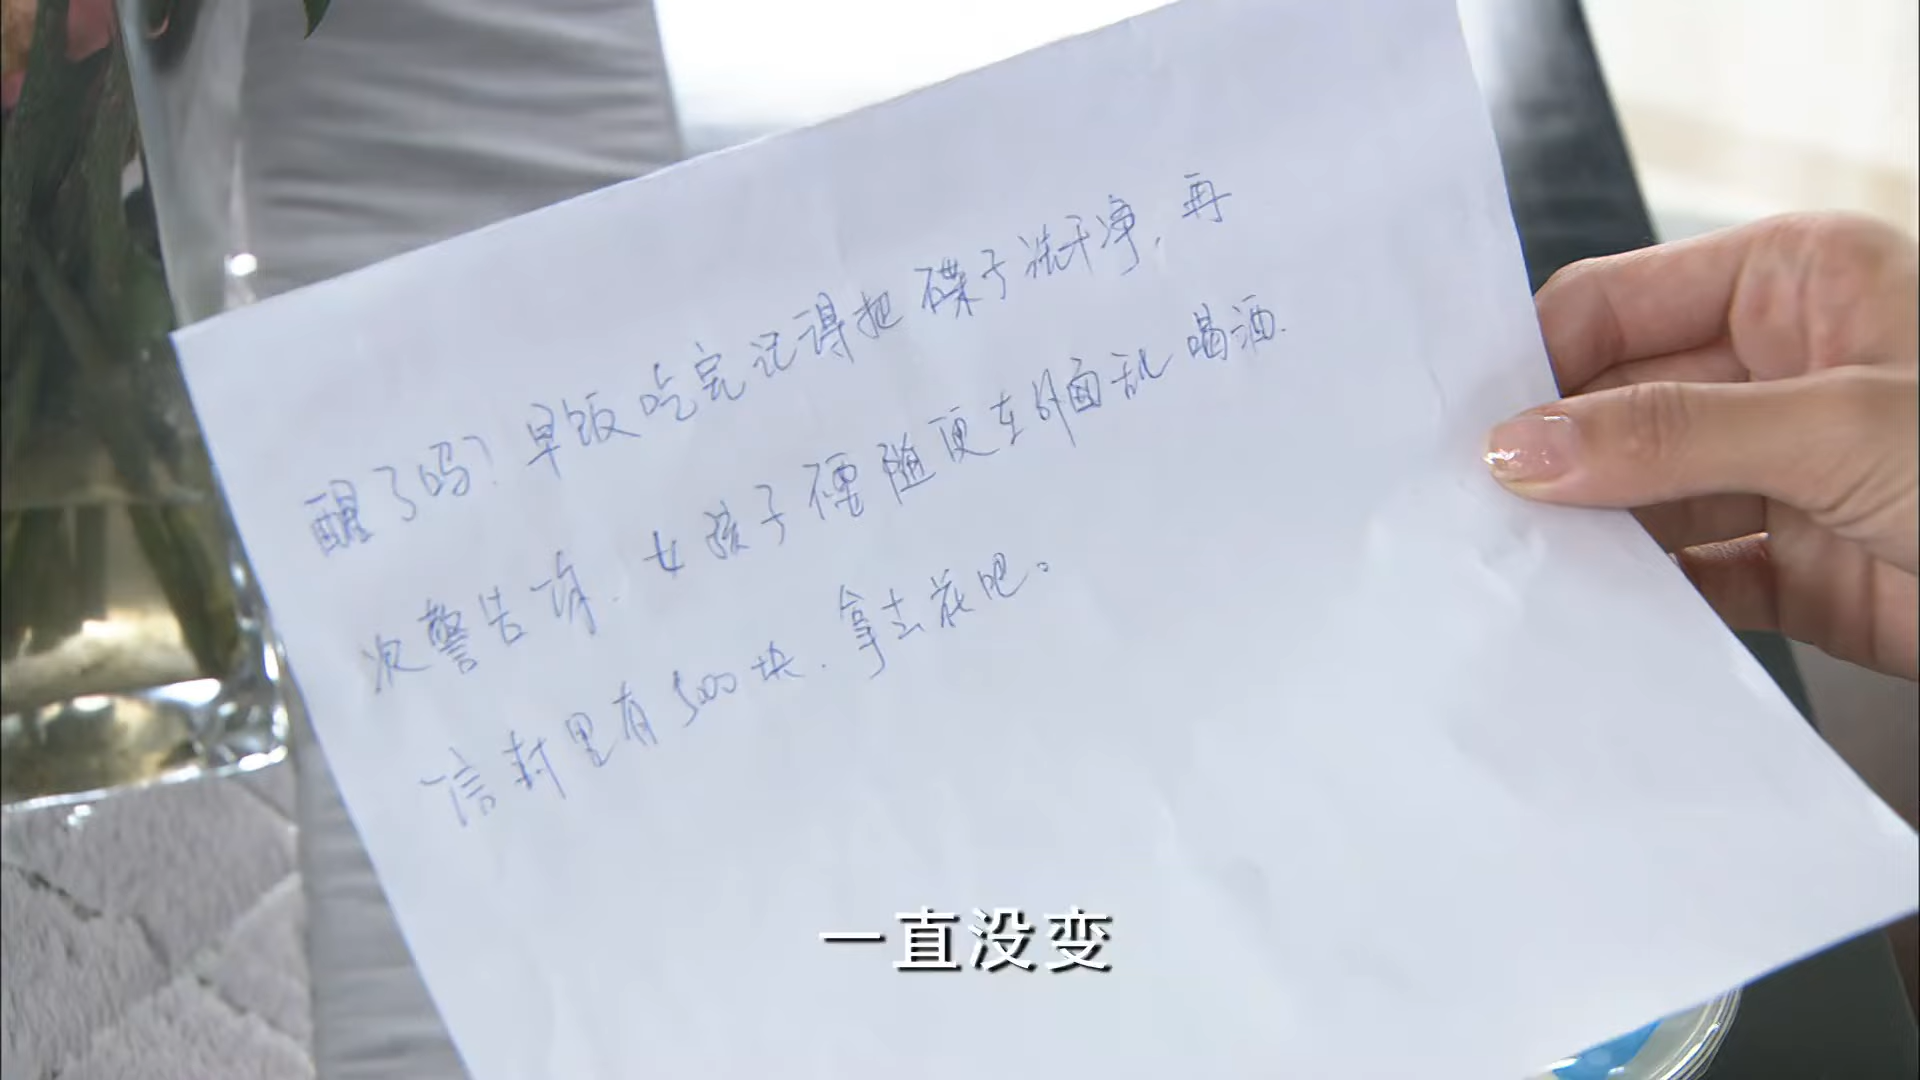 醒了吗？早饭吃完记得把碟子洗干净，再
次警告你.女孩子不要随便在外面乱喝酒.
信封里有500块.拿去花吧。
一直没变